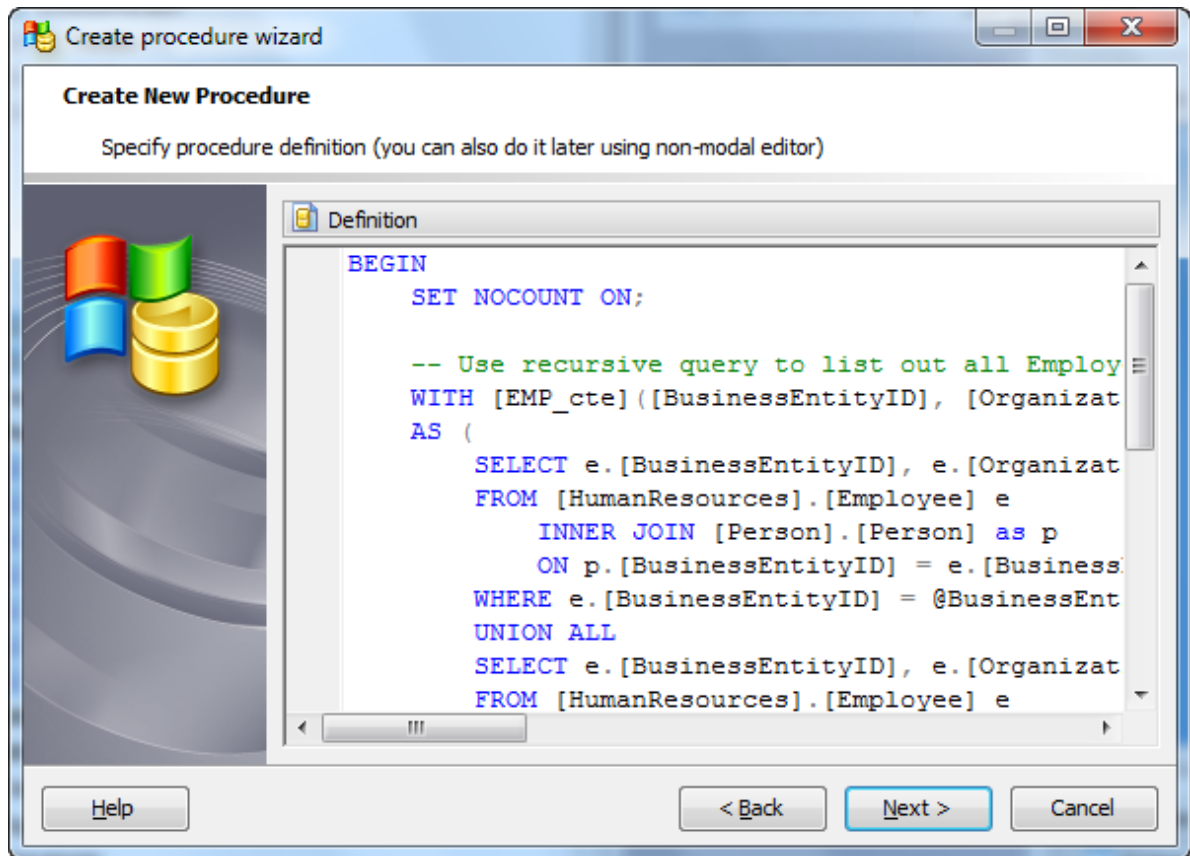 Create procedure wizard
Create New Procedure
Specify procedure definition (you can also do it later using non-modal editor)
Definition
BEGIN
SET NOCOUNT ON;
-- Use recursive query to list out all Employ
WITH [EMP_cte]([BusinessEntityID], [Organizat
AS (
SELECT e.[BusinessEntityID], e.[Organizat
FROM [HumanResources].[Employee] e
INNER JOIN [Person].[Person] as p
ON p.[BusinessEntityID] = e.[Business
WHERE e.[BusinessEntityID] = @BusinessEnt
UNION ALL
SELECT e.[BusinessEntityID], e.[Organizat
FROM [HumanResources].[Employee] e
Help
< Back
Next >
Cancel